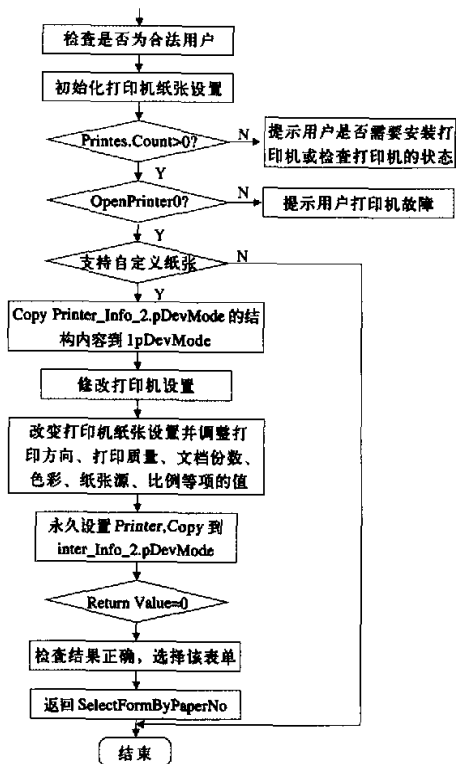 检查是否为合法用户
初始化打印机纸张设置
Printes.Count>0?
N
提示用户是否需要安装打
印机或检查打印机的状态
Y
OpenPrinter0?
N
提示用户打印机故障
Y
支持自定义纸张
N
Y
Copy Printer_Info_2.pDevMode 的结
构内容到 1pDevMode
修改打印机设置
改变打印机纸张设置并调整打
印方向、打印质量、文档份数、
色彩、纸张源、比例等项的值
永久设置 Printer,Copy 到
inter_Info_2.pDevMode
Return Value=0
检查结果正确，选择该表单
返回 SelectFormByPaperNo
结束